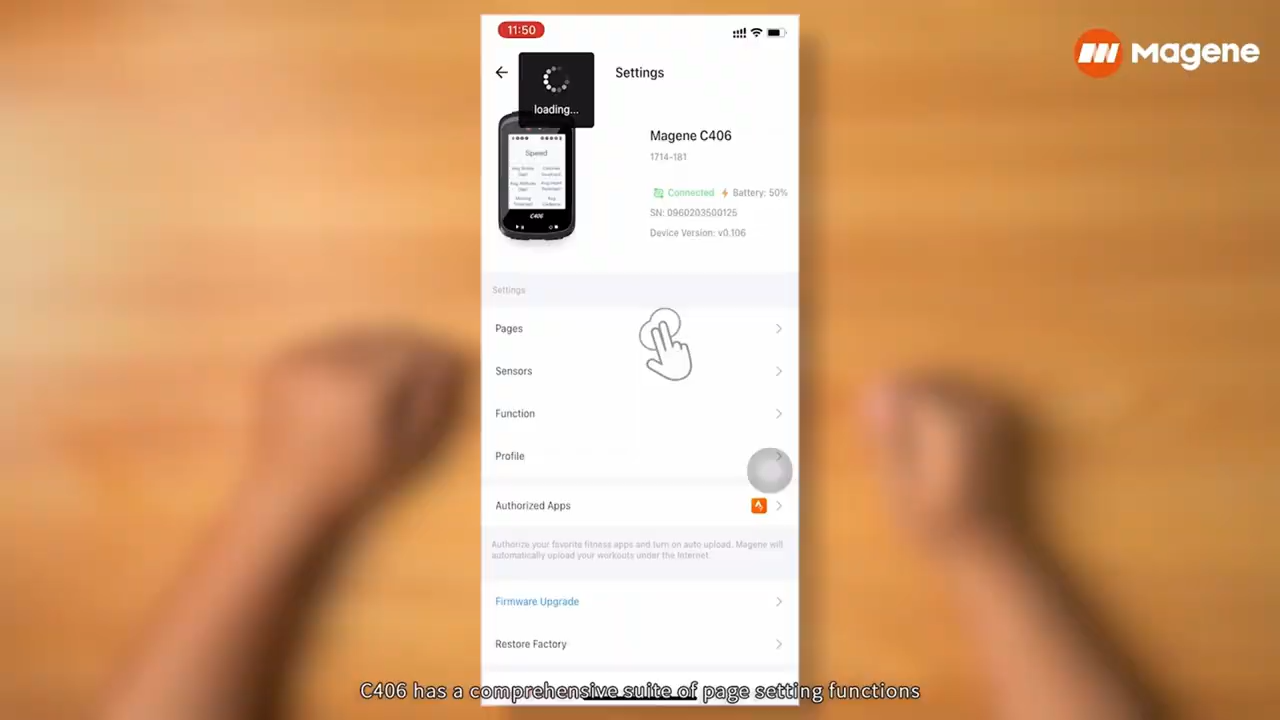 11:50
Magene
Settings
loading...
Speed
C406
Magene C406
1714-181
Connected
Battery: 50%
SN: 0960203500125
Device Version: v0.106
Settings
Pages
Sensors
Function
Profile
Authorized Apps
Authorize your favorite fitness apps and turn on auto upload. Magene will
automatically upload your workouts under the Internet.
Firmware Upgrade
Restore Factory
C406 has a comprehensive suite of page setting functions